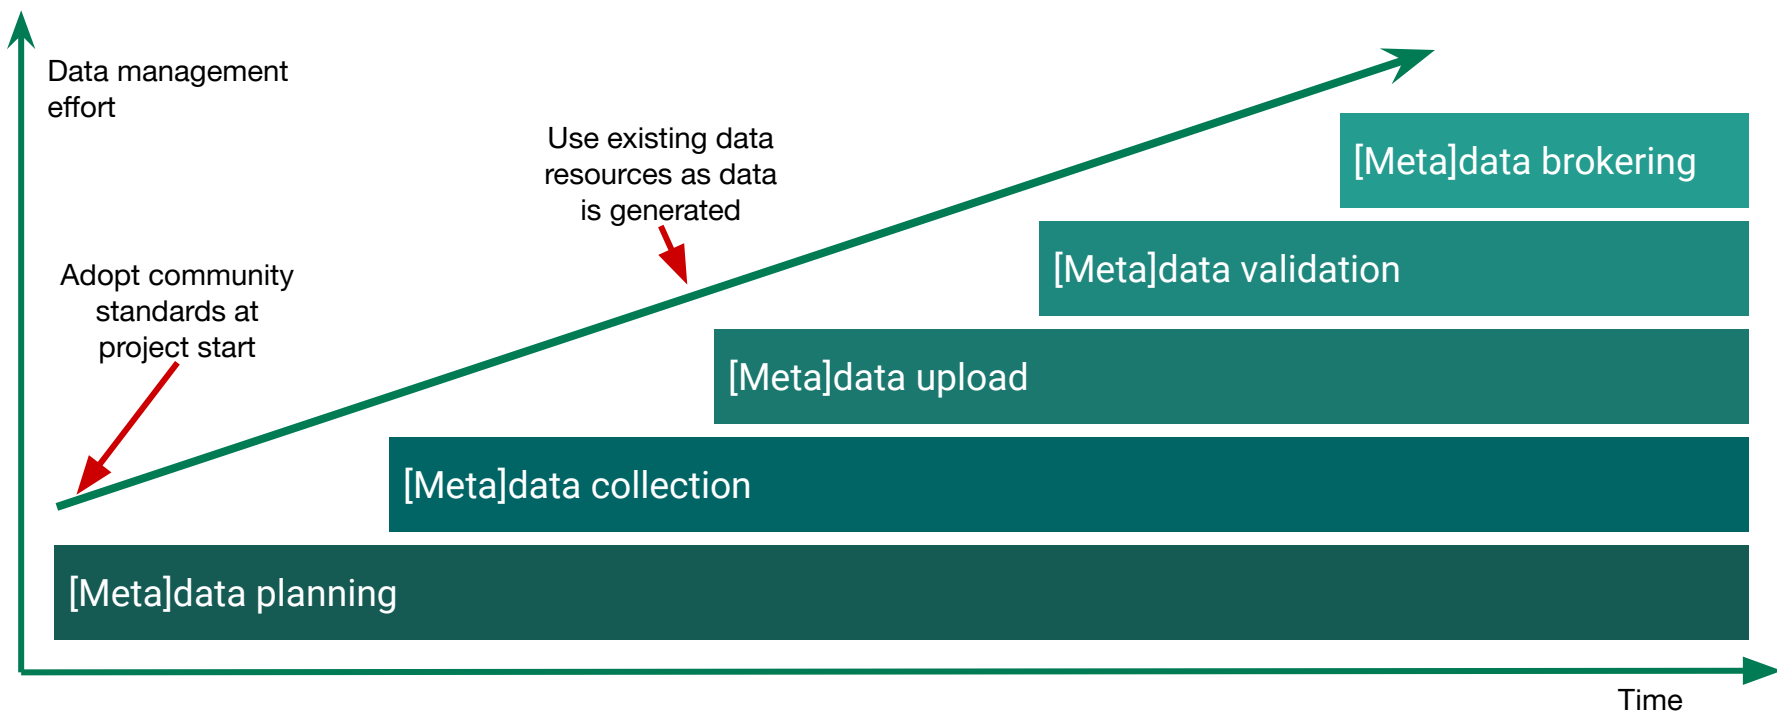 Data management
effort
Use existing data
resources as data
is generated
Adopt community
standards at
project start
[Meta]data brokering
[Meta]data validation
[Meta]data upload
[Meta]data collection
[Meta]data planning
Time